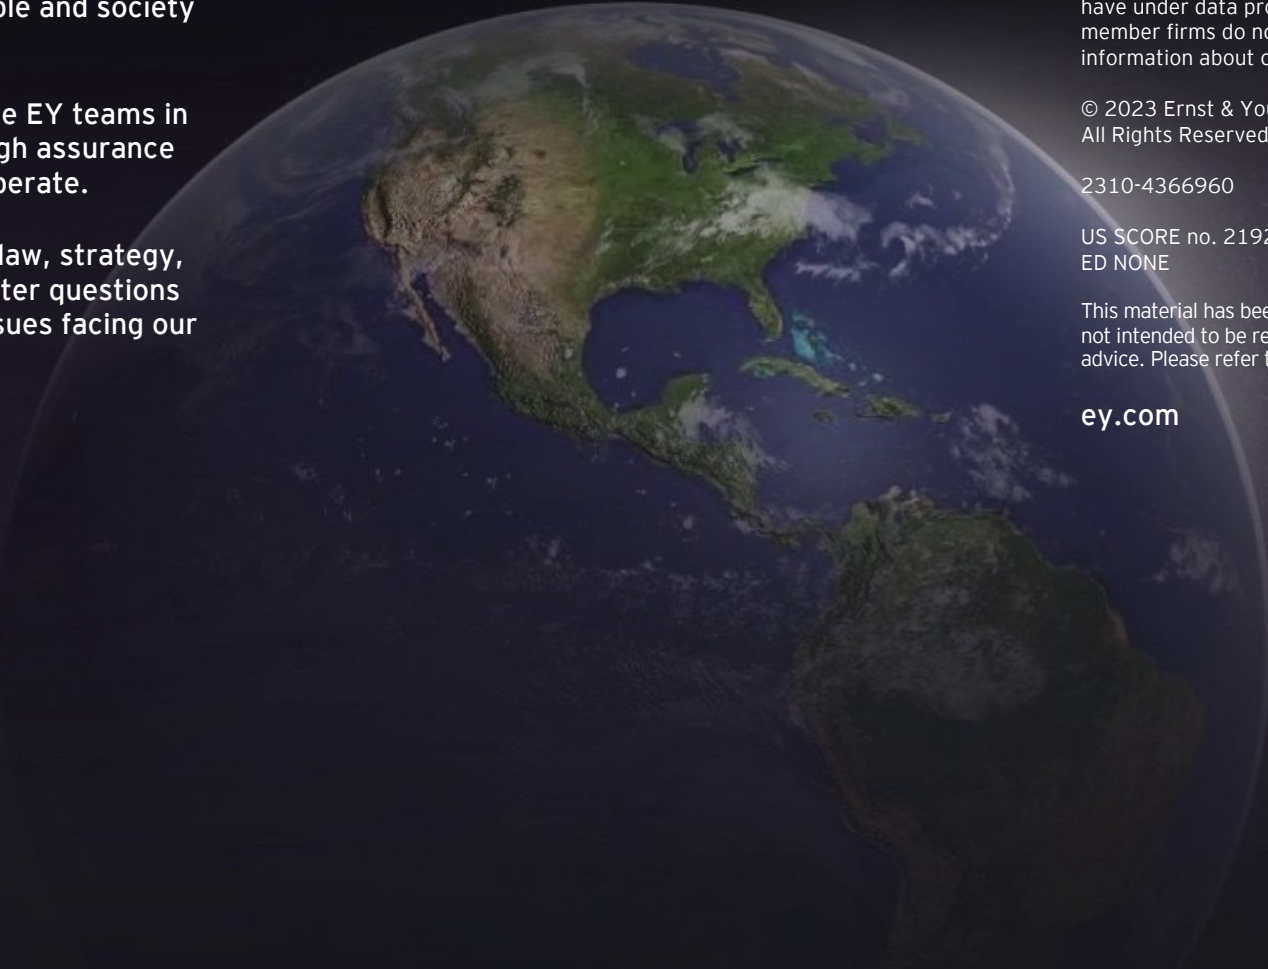 ple and society
e EY teams in
gh assurance
perate.
law, strategy,
ter questions
sues facing our
have under data pro
member firms do no
information about o
© 2023 Ernst & You
All Rights Reserved
2310-4366960
US SCORE no. 2192
ED NONE
This material has bee
not intended to be re
advice. Please refer t
ey.com